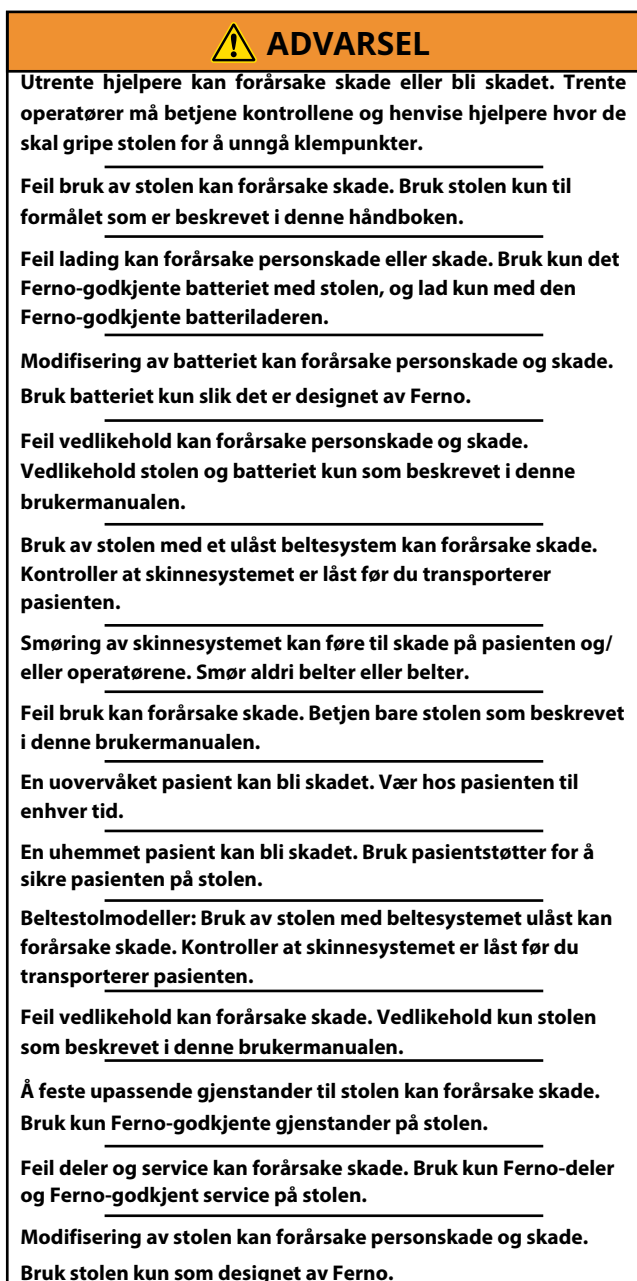 ADVARSEL
Utrente hjelpere kan forårsake skade eller bli skadet. Trente
operatører må betjene kontrollene og henvise hjelpere hvor de
skal gripe stolen for å unngå klempunkter.
Feil bruk av stolen kan forårsake skade. Bruk stolen kun til
formålet som er beskrevet i denne håndboken.
Feil lading kan forårsake personskade eller skade. Bruk kun det
Ferno-godkjente batteriet med stolen, og lad kun med den
Ferno-godkjente batteriladeren.
Modifisering av batteriet kan forårsake personskade og skade.
Bruk batteriet kun slik det er designet av Ferno.
Feil vedlikehold kan forårsake personskade og skade.
Vedlikehold stolen og batteriet kun som beskrevet i denne
brukermanualen.
Bruk av stolen med et ulåst beltesystem kan forårsake skade.
Kontroller at skinnesystemet er låst før du transporterer
pasienten.
Smøring av skinnesystemet kan føre til skade på pasienten og/
eller operatørene. Smør aldri belter eller belter.
Feil bruk kan forårsake skade. Betjen bare stolen som beskrevet
i denne brukermanualen.
En uovervåket pasient kan bli skadet. Vær hos pasienten til
enhver tid.
En uhemmet pasient kan bli skadet. Bruk pasientstøtter for å
sikre pasienten på stolen.
Beltestolmodeller: Bruk av stolen med beltesystemet ulåst kan
forårsake skade. Kontroller at skinnesystemet er låst før du
transporterer pasienten.
Feil vedlikehold kan forårsake skade. Vedlikehold kun stolen
som beskrevet i denne brukermanualen.
Å feste upassende gjenstander til stolen kan forårsake skade.
Bruk kun Ferno-godkjente gjenstander på stolen.
Feil deler og service kan forårsake skade. Bruk kun Ferno-deler
og Ferno-godkjent service på stolen.
Modifisering av stolen kan forårsake personskade og skade.
Bruk stolen kun som designet av Ferno.